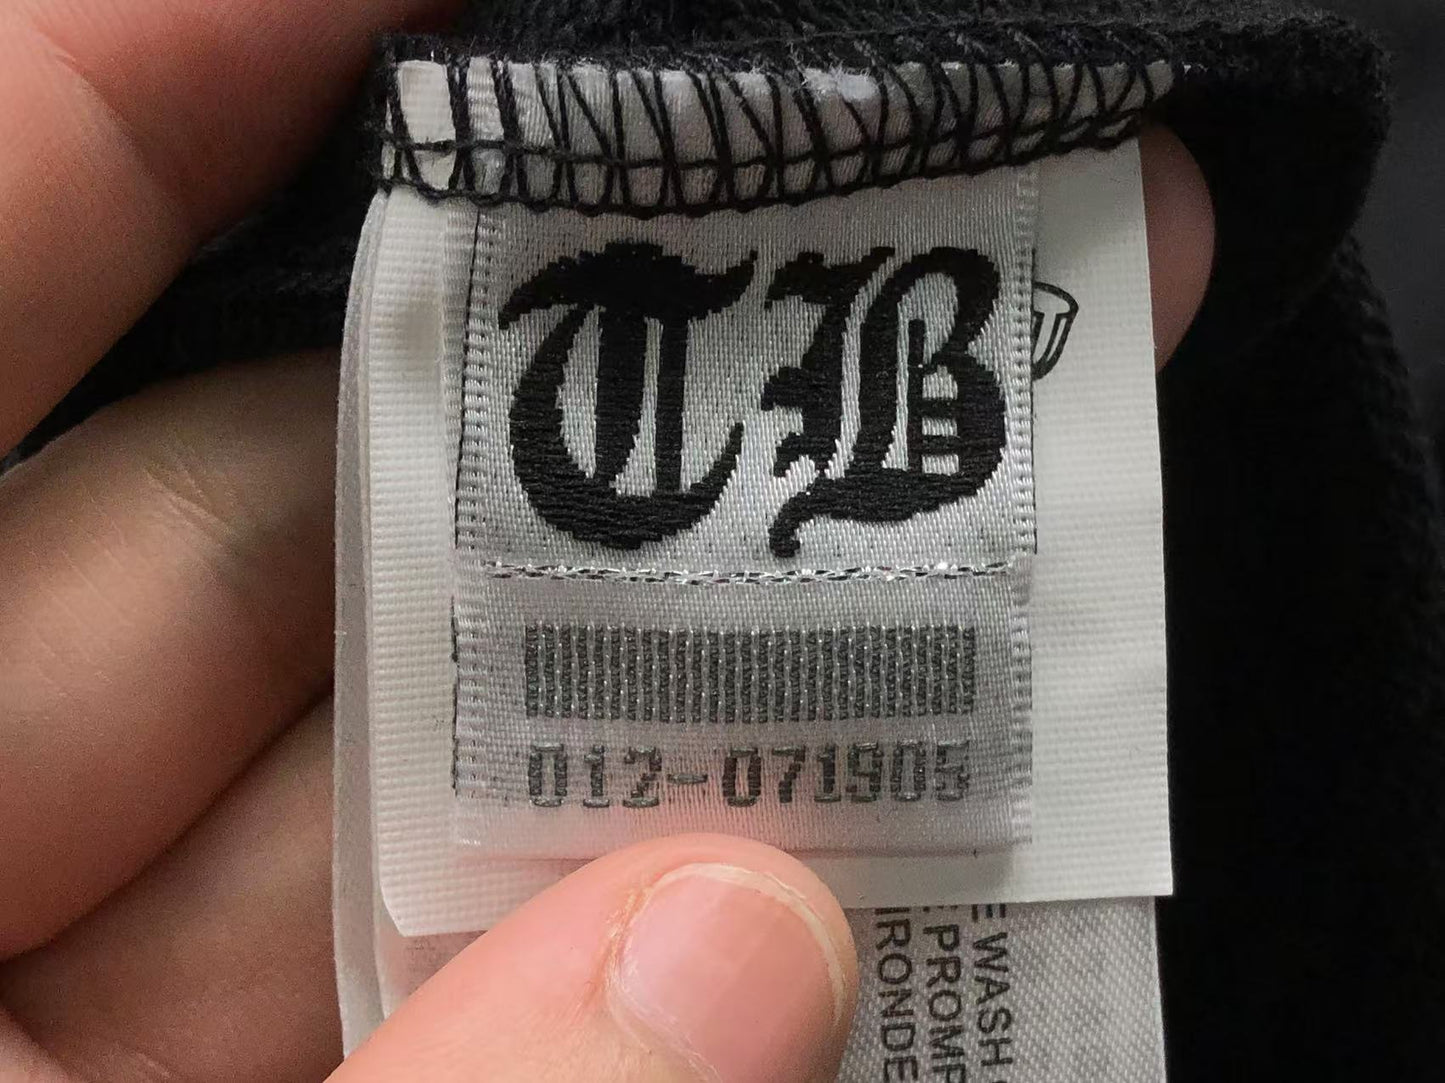 TB
012-071905
E WASH
E PROMP
IRONDE